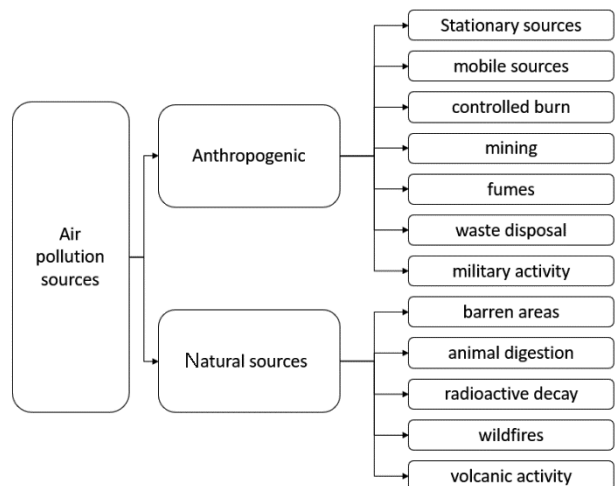 Air
pollution
sources
Anthropogenic
Natural sources
Stationary sources
mobile sources
controlled burn
mining
fumes
waste disposal
military activity
barren areas
animal digestion
radioactive decay
wildfires
volcanic activity